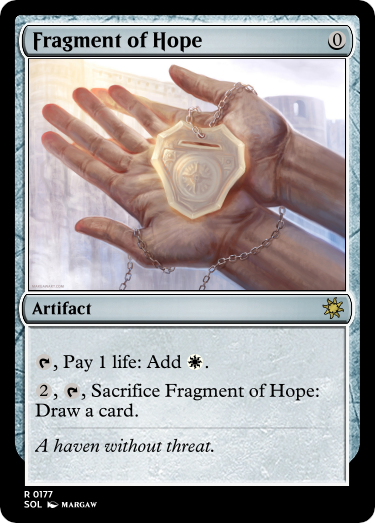 Fragment of Hope 0
Artifact
, Pay 1 life: Add .
2 , , Sacrifice Fragment of Hope:
Draw a card.
A haven without threat.
R 0177
SOL MARGAW